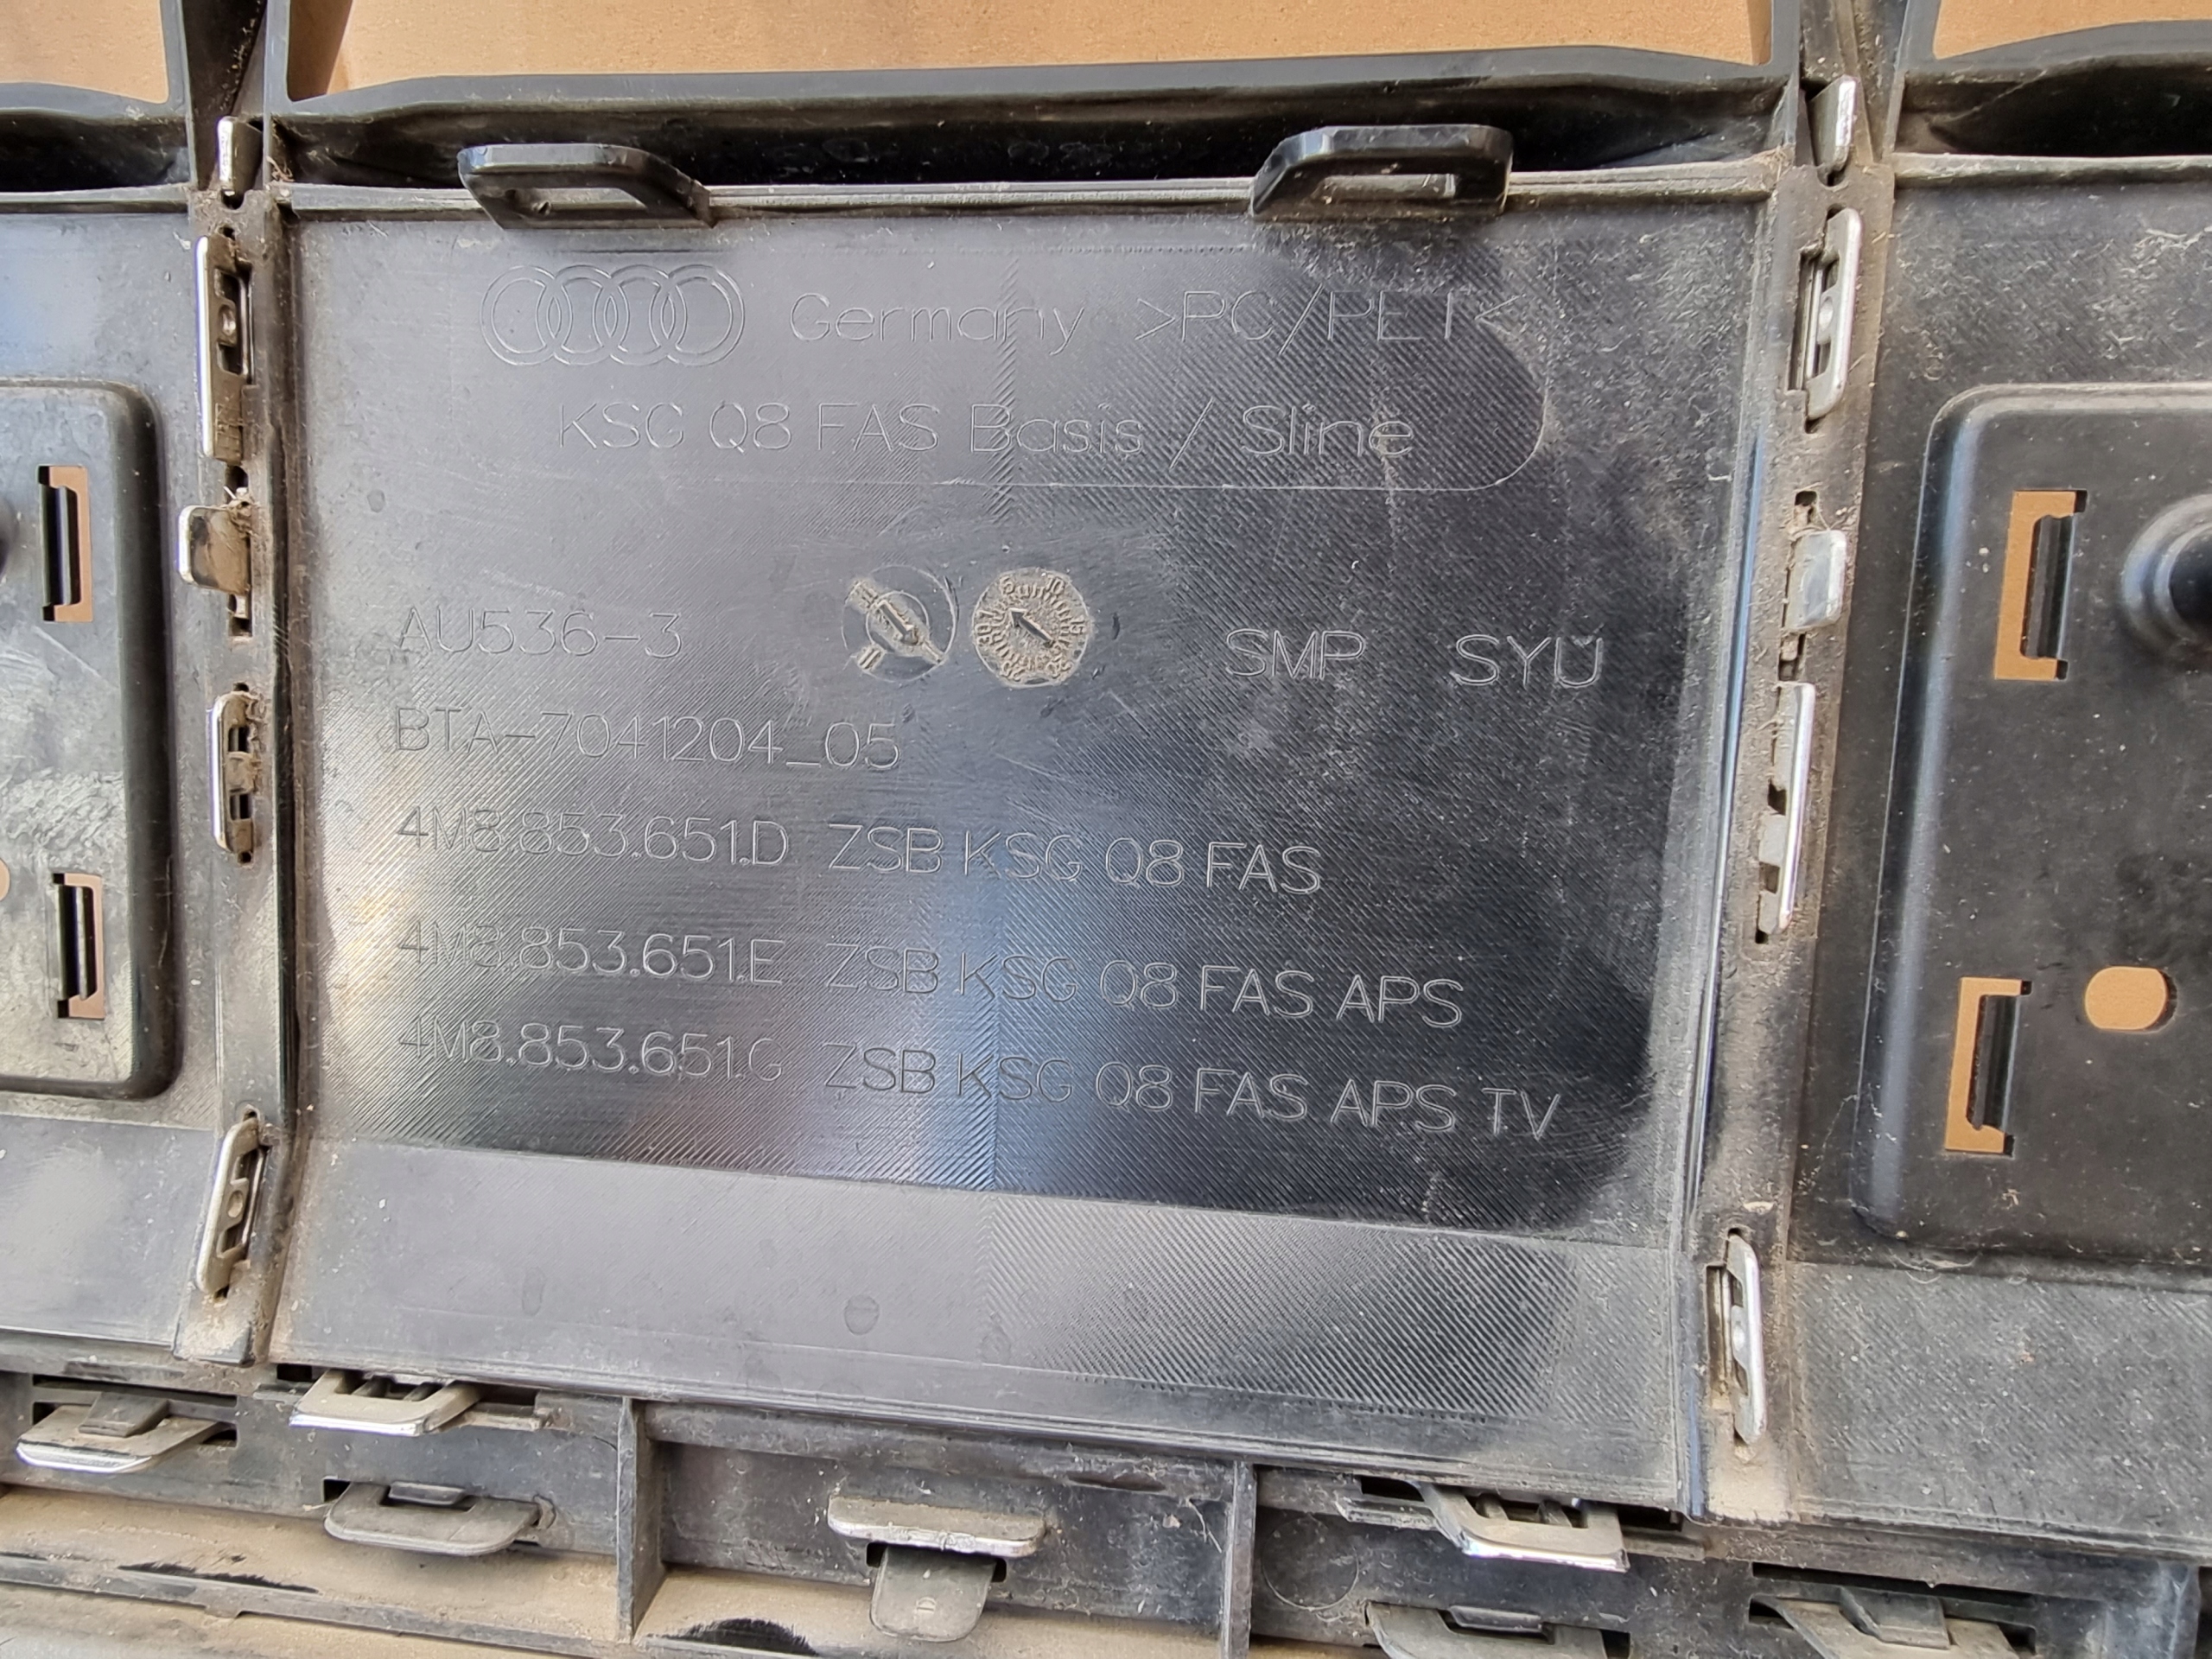 Germany >PC/PET<
KSG Q8 FAS Basis / Sline
AU536-3
SMP SYU
BTA-7041204_05
4M8.853.651.D ZSB KSG Q8 FAS
4M8.853.651.E ZSB KSG Q8 FAS APS
4M8.853.651.G ZSB KSG Q8 FAS APS TV